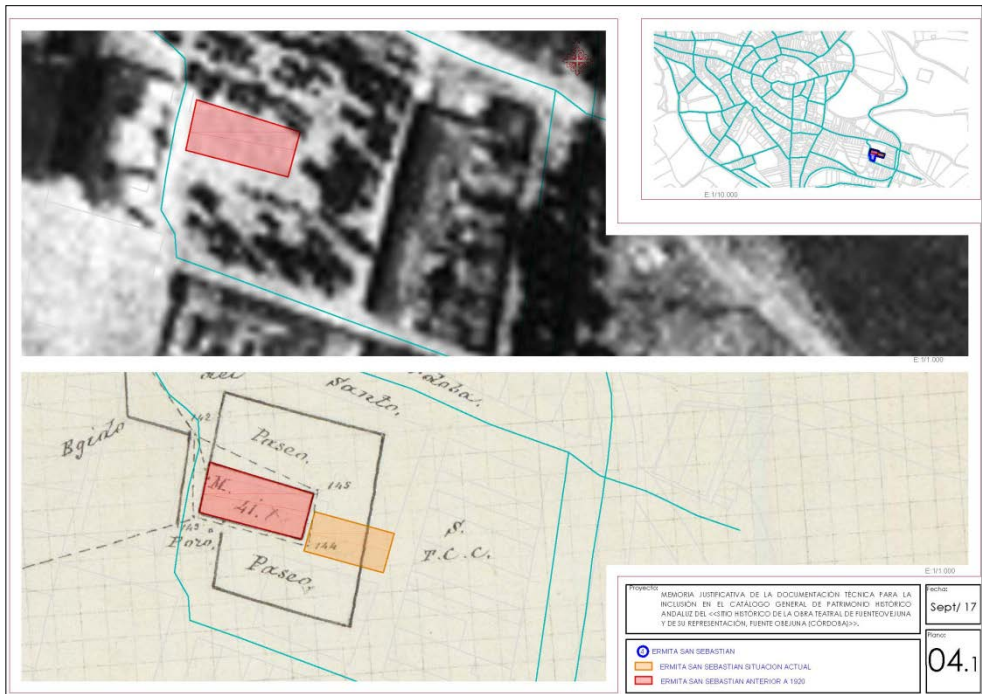 E:1/10.000
E:1/1.000
del
Santo,
Egido
142
Paseo.
M.
145
41.
143
Poró,
144
S.
T.C.C.
Paseo,
E:1/1.000
Proyecto:
MEMORIA JUSTIFICATIVA DE LA DOCUMENTACIÓN TÉCNICA PARA LA
INCLUSIÓN EN EL CATÁLOGO GENERAL DE PATRIMONIO HISTÓRICO
ANDALUZ DEL <<SITIO HISTÓRICO DE LA OBRA TEATRAL DE FUENTEOVEJUNA
Y DE SU REPRESENTACIÓN, FUENTE OBEJUNA (CÓRDOBA)>>.
Fecha:
Sept/ 17
ERMITA SAN SEBASTIAN
ERMITA SAN SEBASTIAN SITUACION ACTUAL
ERMITA SAN SEBASTIAN ANTERIOR A 1920
Plano:
04.1